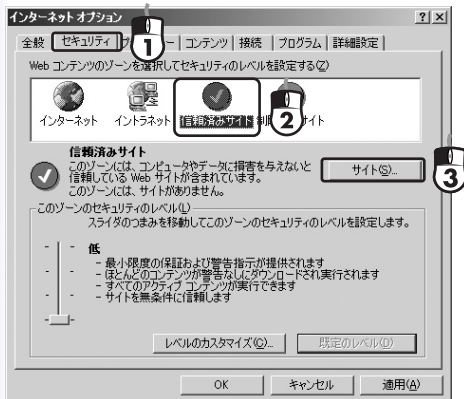 インターネット オプション
?
×
全般
セキュリティ
コンテンツ
接続
プログラム
詳細設定
1
Web コンテンツのゾーンを選択してセキュリティのレベルを設定する(Z)
インターネット
イントラネット
信頼済みサイト
サイト
2
信頼済みサイト
このゾーンには、コンピュータやデータに損害を与えないと
信頼している Web サイトが含まれています。
このゾーンには、サイトがありません。
サイト(S)...
3
このゾーンのセキュリティのレベル(L)
スライダのつまみを移動してこのゾーンのセキュリティのレベルを設定します。
低
- 最小限度の保証および警告指示が提供されます
- ほとんどのコンテンツが警告なしにダウンロードされ実行されます
- すべてのアクティブ コンテンツが実行できます
- サイトを無条件に信頼します
レベルのカスタマイズ(C)...
既定のレベル(D)
OK
キャンセル
適用(A)